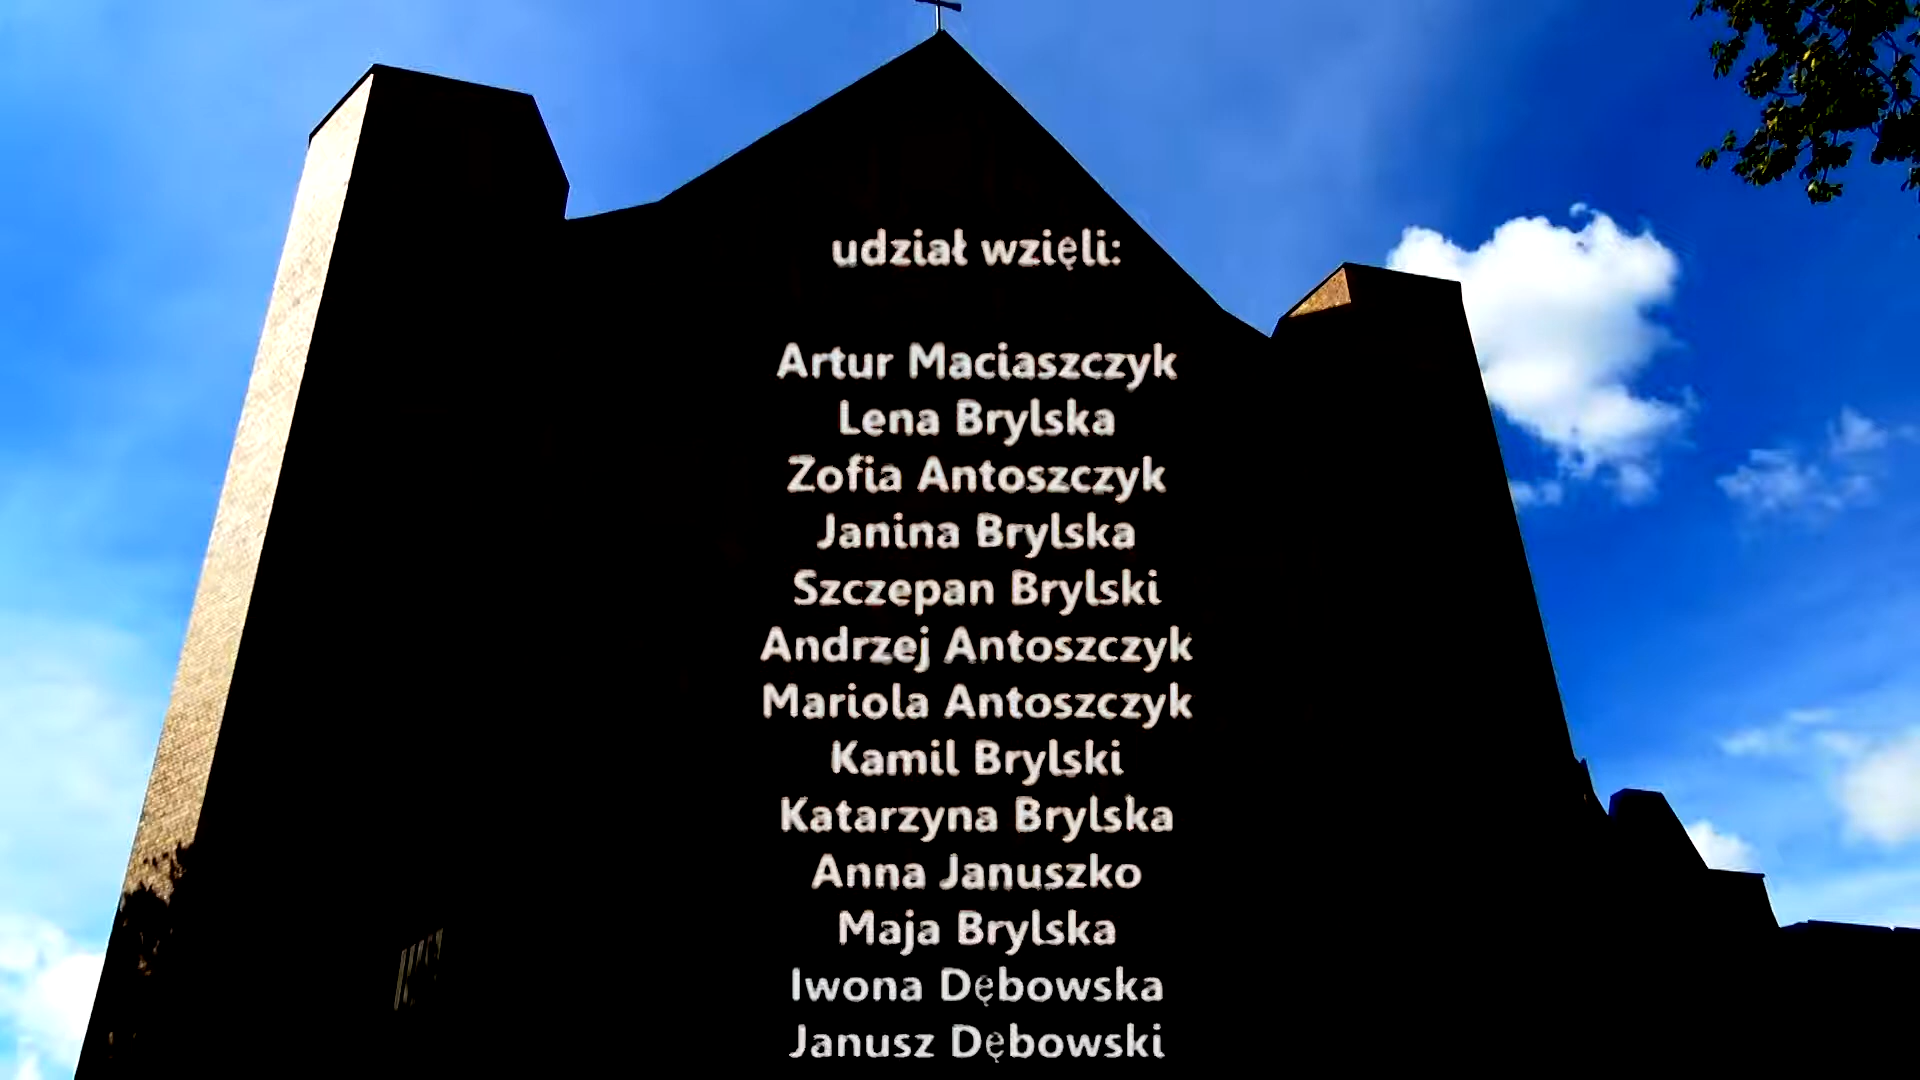 udział wzięli:
Artur Maciaszczyk
Lena Brylska
Zofia Antoszczyk
Janina Brylska
Szczepan Brylski
Andrzej Antoszczyk
Mariola Antoszczyk
Kamil Brylski
Katarzyna Brylska
Anna Januszko
Maja Brylska
Iwona Dębowska
Janusz Dębowski